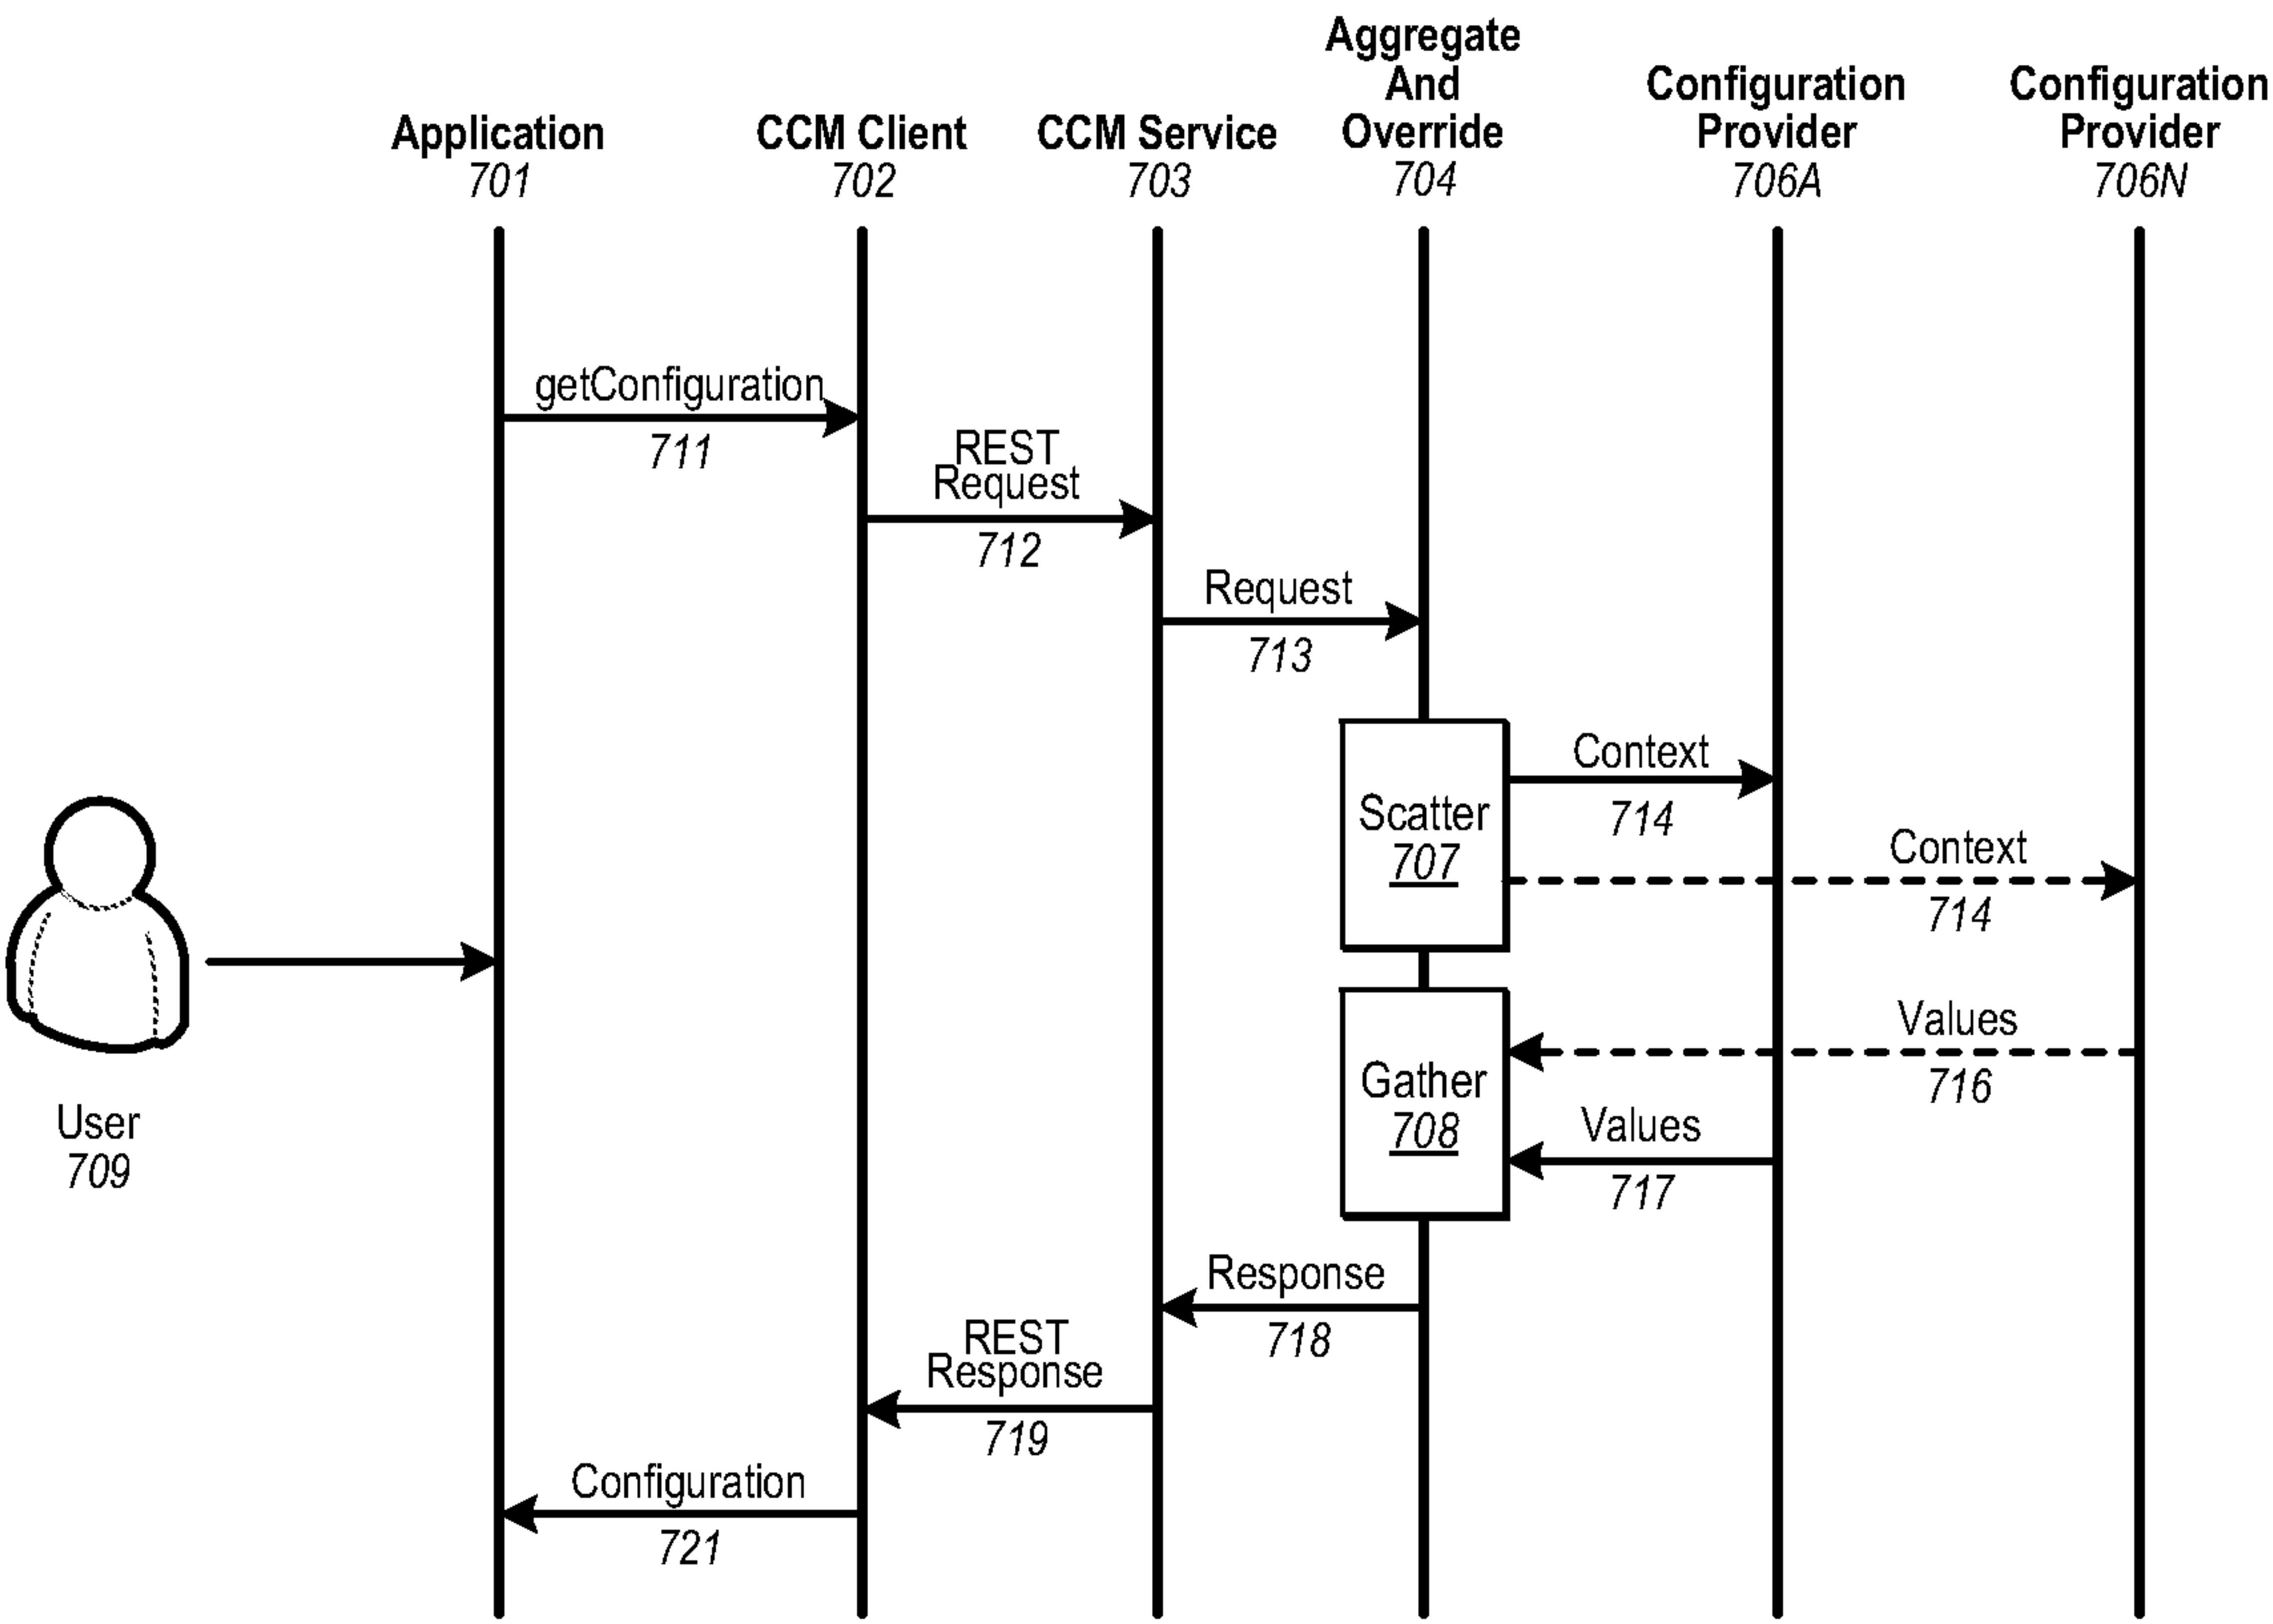 Application
701
CCM Client
702
CCM Service
703
Aggregate
And
Override
704
Configuration
Provider
706A
Configuration
Provider
706N
getConfiguration
711
REST
Request
712
Request
713
Scatter
707
Context
714
Context
714
User
709
Gather
708
Values
716
Values
717
Response
718
REST
Response
719
Configuration
721